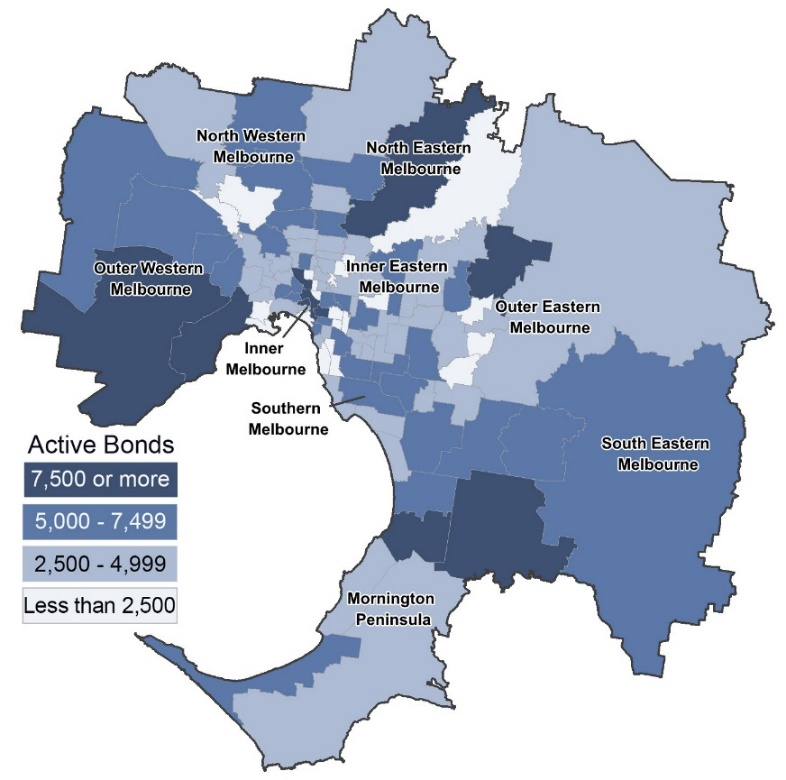 North Western
Melbourne
North Eastern
Melbourne
Outer Western
Melbourne
Inner Eastern
Melbourne
Outer Eastern
Melbourne
Inner
Melbourne
Southern
Melbourne
South Eastern
Melbourne
Mornington
Peninsula
Active Bonds
7,500 or more
5,000 - 7,499
2,500 - 4,999
Less than 2,500